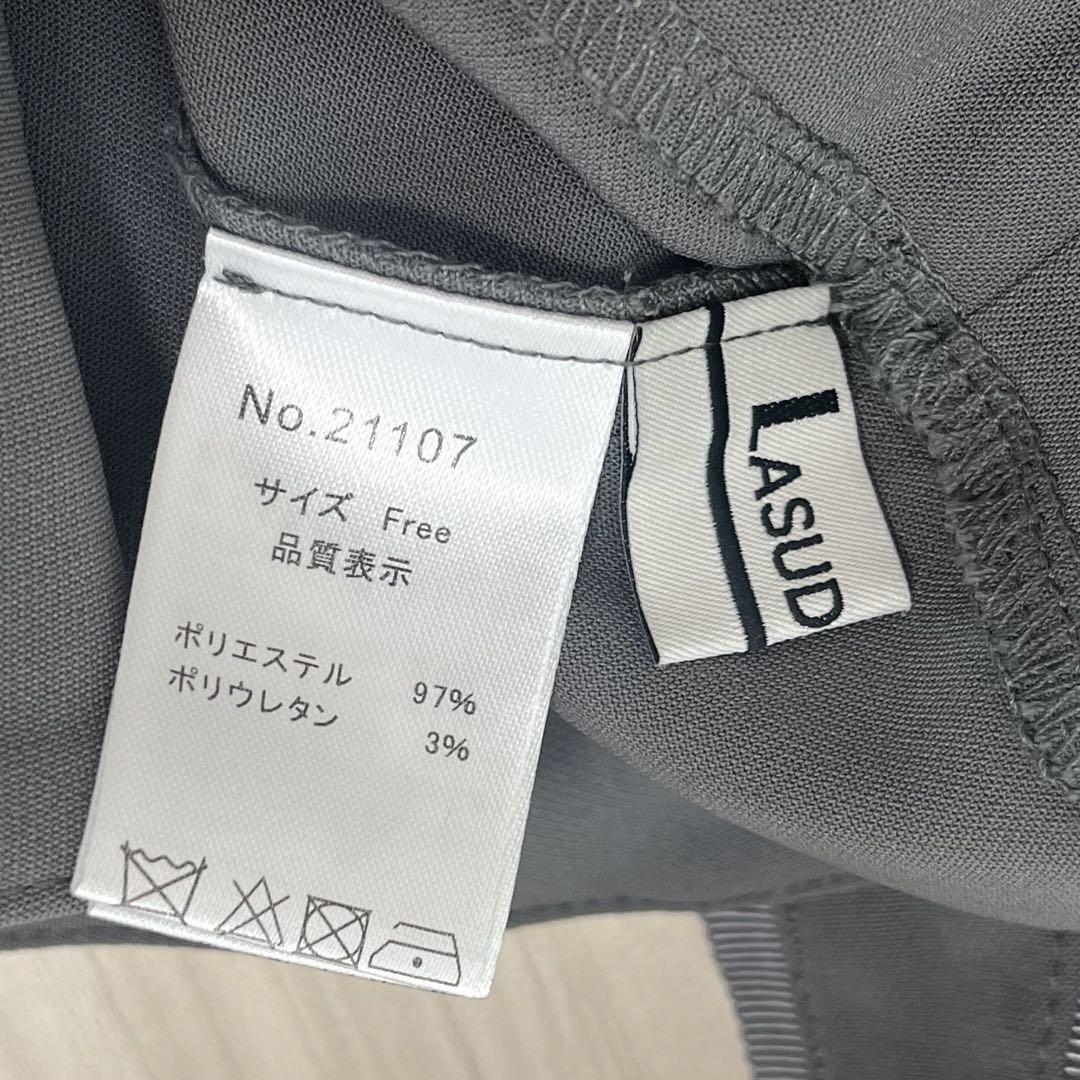 No.21107
サイズ Free
品質表示
ポリエステル 97%
ポリウレタン 3%
LASUD